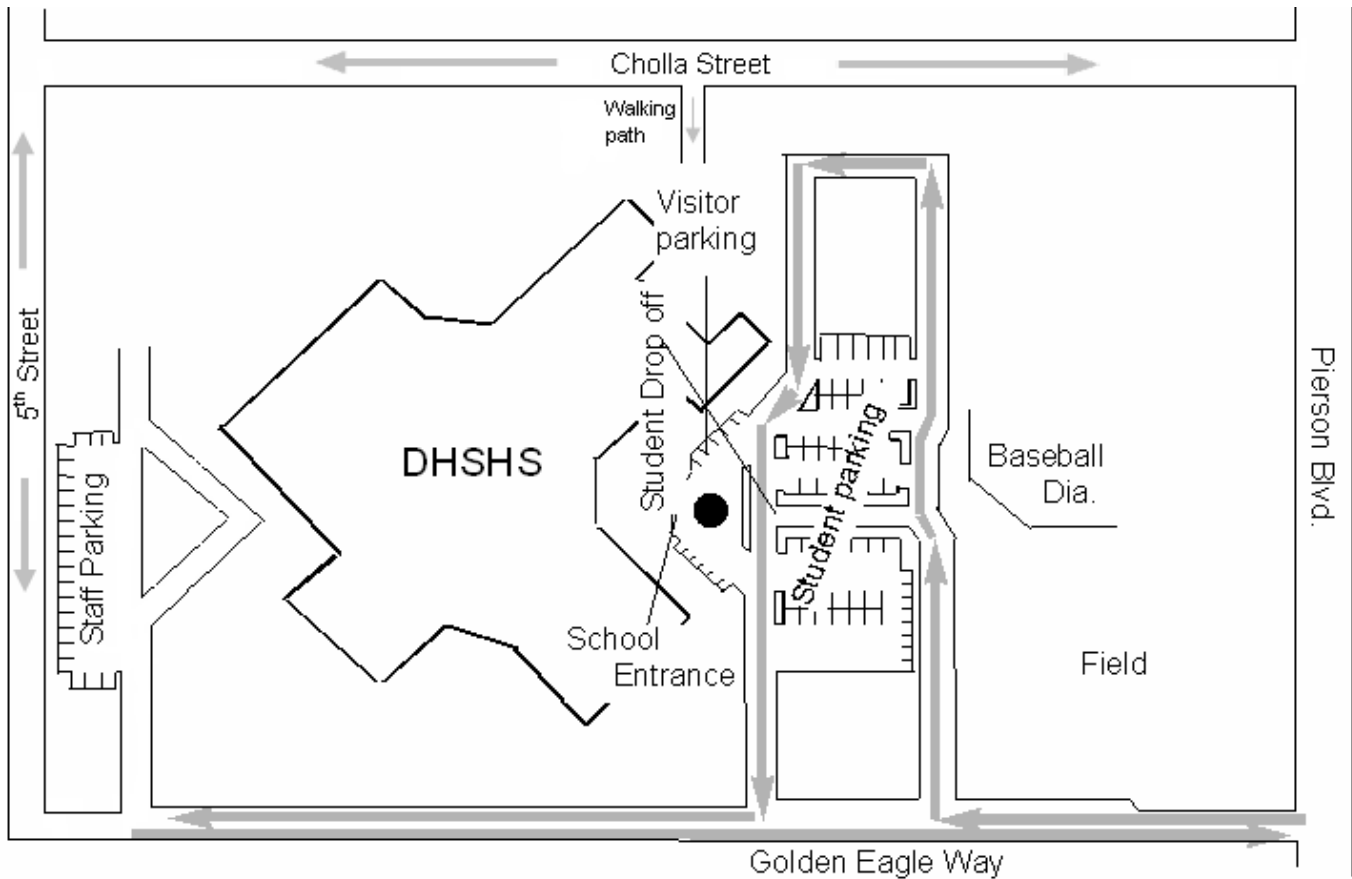 Cholla Street
Walking
path
Visitor
parking
Student Drop off
5th Street
Pierson Blvd.
DHSHS
Student parking
Baseball
Dia.
Staff Parking
School
Entrance
Field
Golden Eagle Way